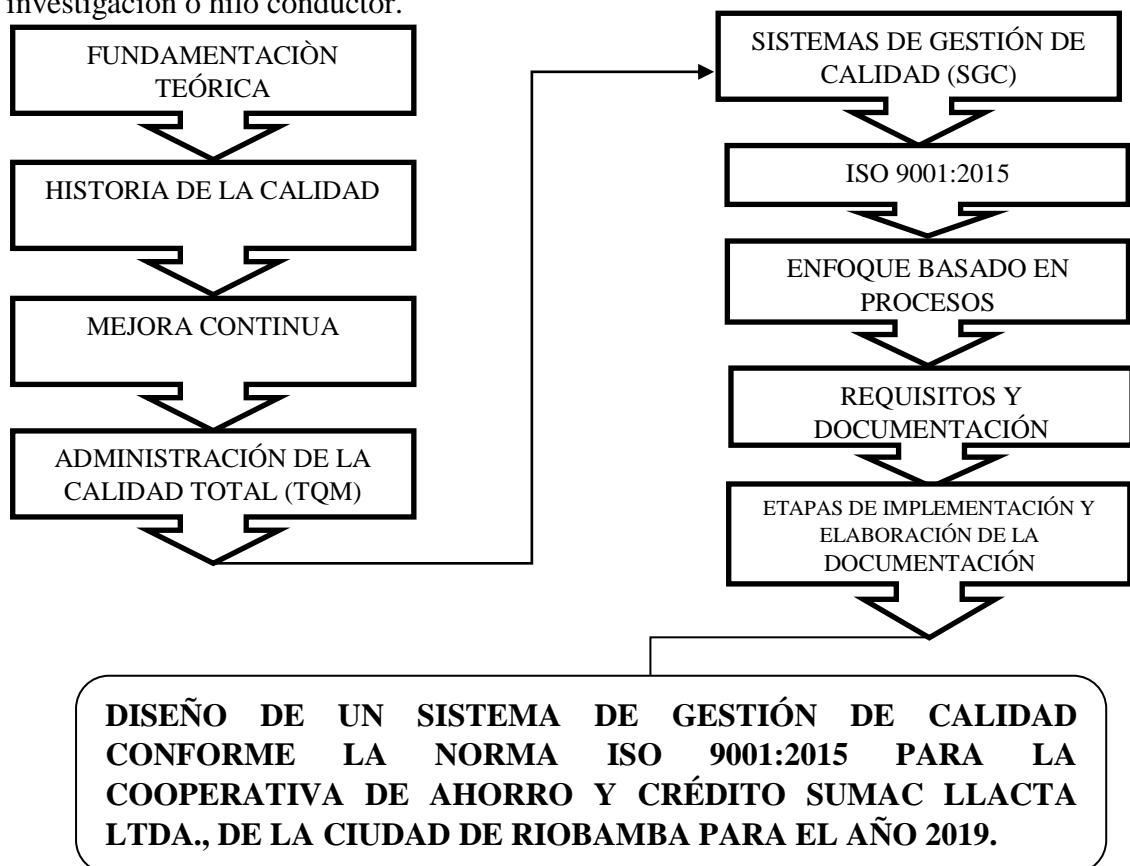 investigación o hilo conductor.
FUNDAMENTACIÒN
TEÓRICA
HISTORIA DE LA CALIDAD
MEJORA CONTINUA
ADMINISTRACIÓN DE LA
CALIDAD TOTAL (TQM)
SISTEMAS DE GESTIÓN DE
CALIDAD (SGC)
ISO 9001:2015
ENFOQUE BASADO EN
PROCESOS
REQUISITOS Y
DOCUMENTACIÓN
ETAPAS DE IMPLEMENTACIÓN Y
ELABORACIÓN DE LA
DOCUMENTACIÓN
DISEÑO DE UN SISTEMA DE GESTIÓN DE CALIDAD
CONFORME LA NORMA ISO 9001:2015 PARA LA
COOPERATIVA DE AHORRO Y CRÉDITO SUMAC LLACTA
LTDA., DE LA CIUDAD DE RIOBAMBA PARA EL AÑO 2019.